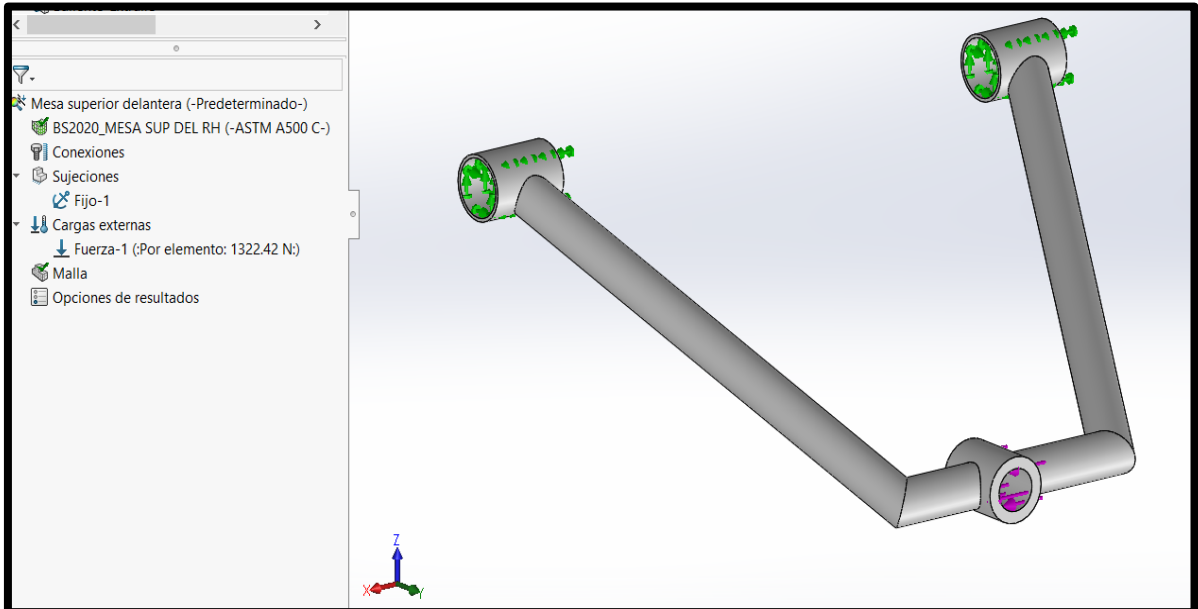 Mesa superior delantera (-Predeterminado-)
BS2020_MESA SUP DEL RH (-ASTM A500 C-)
Conexiones
Sujeciones
Fijo-1
Cargas externas
Fuerza-1 (:Por elemento: 1322.42 N:)
Malla
Opciones de resultados
Z
X
Y